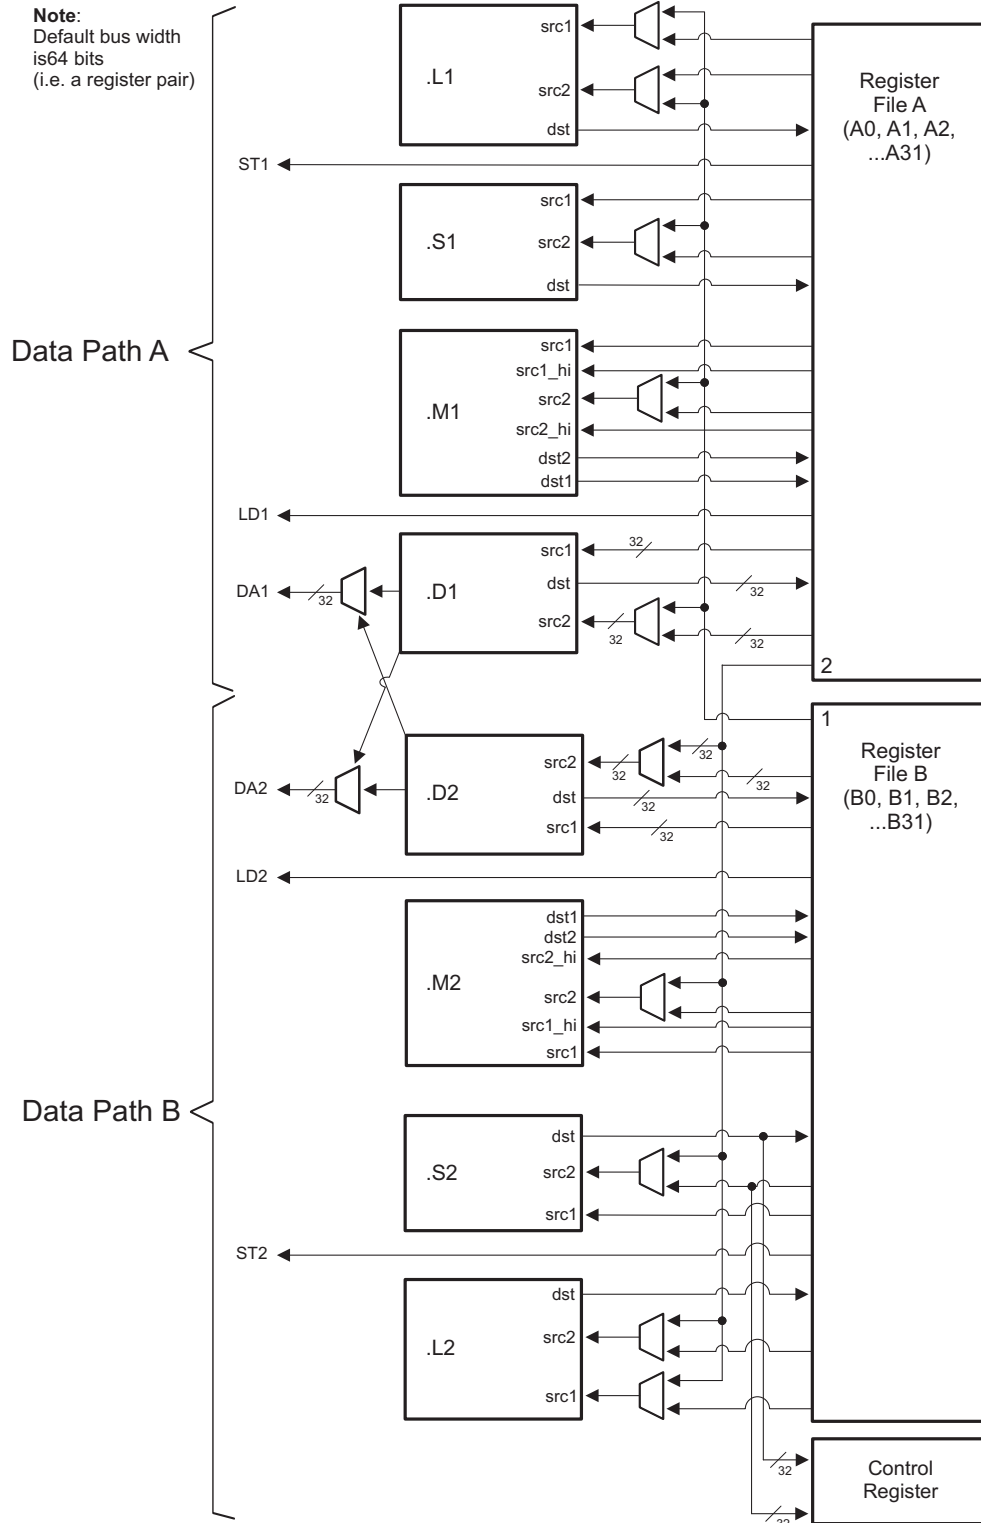 Note:
Default bus width
is64 bits
(i.e. a register pair)
src1
.L1
src2
dst
Register
File A
(A0, A1, A2,
...A31)
ST1
src1
.S1
src2
dst
Data Path A
src1
src1_hi
src2
.M1
src2_hi
dst2
dst1
LD1
32
src1
DA1
32
.D1
dst
32
src2
32
32
2
1
Register
File B
(B0, B1, B2,
...B31)
src2
32
32
32
DA2
32
.D2
dst
32
src1
32
LD2
dst1
dst2
src2_hi
.M2
src2
src1_hi
src1
Data Path B
dst
.S2
src2
src1
ST2
dst
.L2
src2
src1
32
Control
Register
32